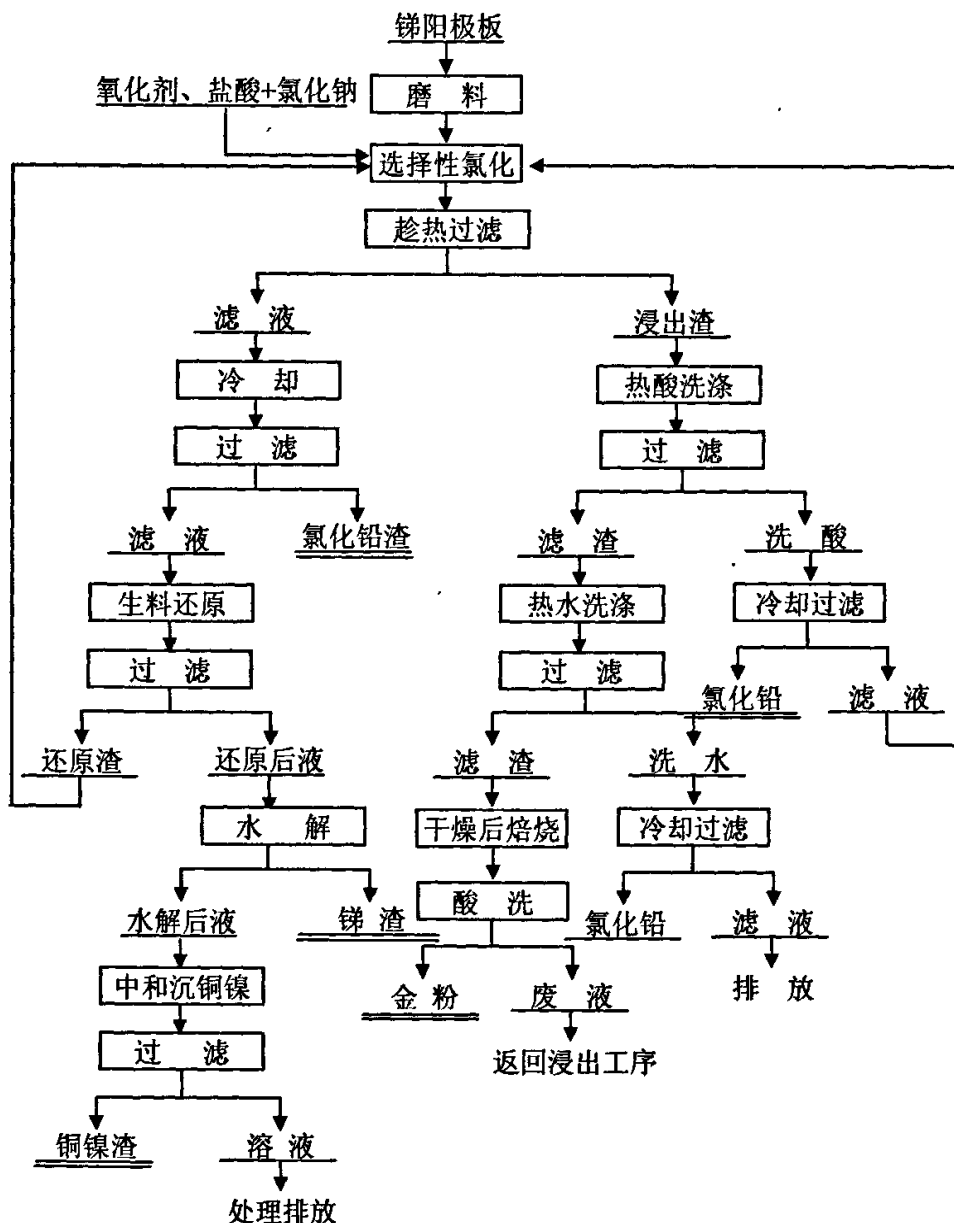 锑阳极板
氧化剂、盐酸+氯化钠
磨 料
选择性氯化
趁热过滤
滤 液
浸出渣
冷 却
热酸洗涤
过 滤
过 滤
滤 液
氯化铅渣
滤 渣
洗 酸
生料还原
热水洗涤
冷却过滤
过 滤
过 滤
氯化铅
滤 液
还原渣
还原后液
滤 渣
洗 水
水 解
干燥后焙烧
冷却过滤
酸 洗
水解后液
锑 渣
氯化铅
滤 液
中和沉铜镍
金 粉
废 液
排 放
过 滤
返回浸出工序
铜镍渣
溶 液
处理排放